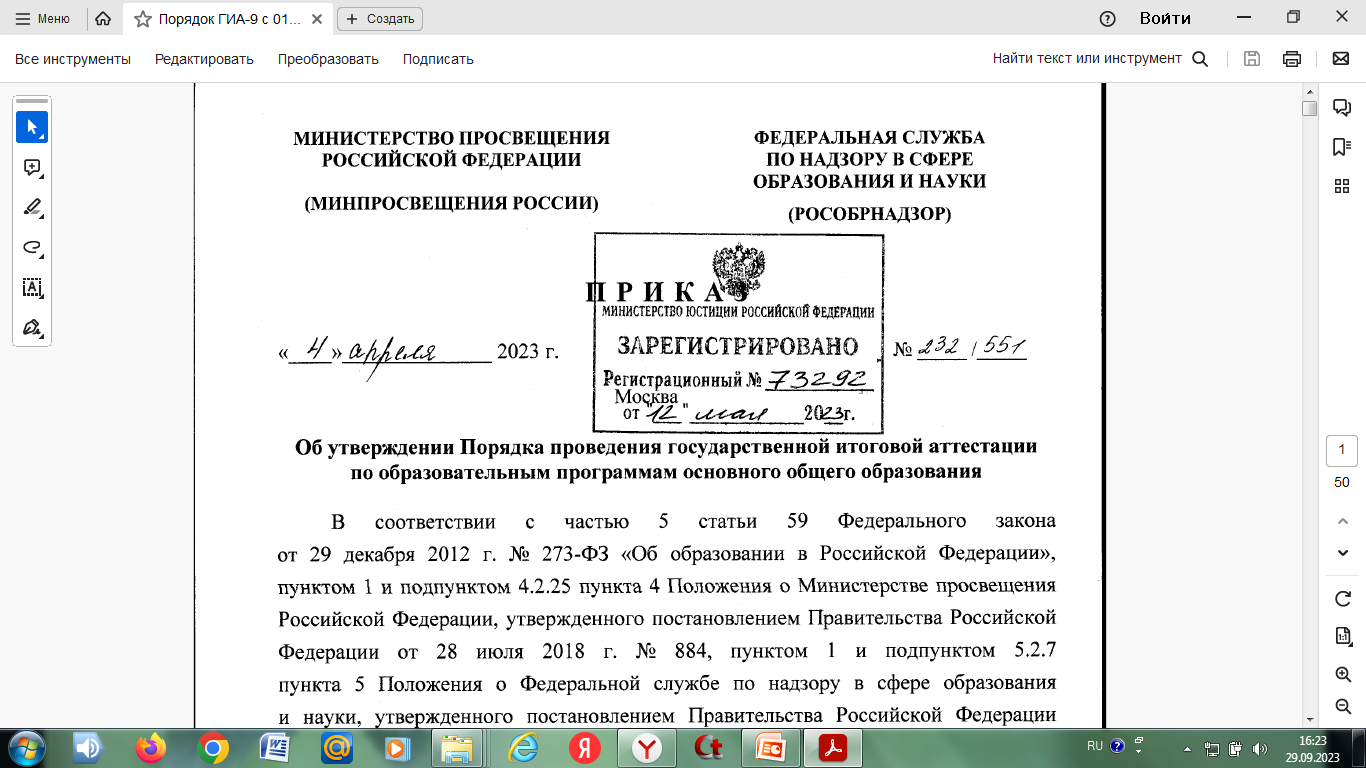 Меню
Порядок ГИА-9 с 01...
Создать
Войти
Все инструменты
Редактировать
Преобразовать
Подписать
Найти текст или инструмент
МИНИСТЕРСТВО ПРОСВЕЩЕНИЯ
РОССИЙСКОЙ ФЕДЕРАЦИИ
(МИНПРОСВЕЩЕНИЯ РОССИИ)
ФЕДЕРАЛЬНАЯ СЛУЖБА
ПО НАДЗОРУ В СФЕРЕ
ОБРАЗОВАНИЯ И НАУКИ
(РОСОБРНАДЗОР)
П Р И К А З
МИНИСТЕРСТВО ЮСТИЦИИ РОССИЙСКОЙ ФЕДЕРАЦИИ
ЗАРЕГИСТРИРОВАНО
Регистрационный № 73292
Москва
от "12" мая 2023г.
«4» апреля 2023 г.
№ 232 / 551
Об утверждении Порядка проведения государственной итоговой аттестации
по образовательным программам основного общего образования
В соответствии с частью 5 статьи 59 Федерального закона
от 29 декабря 2012 г. № 273-ФЗ «Об образовании в Российской Федерации»,
пунктом 1 и подпунктом 4.2.25 пункта 4 Положения о Министерстве просвещения
Российской Федерации, утвержденного постановлением Правительства Российской
Федерации от 28 июля 2018 г. № 884, пунктом 1 и подпунктом 5.2.7
пункта 5 Положения о Федеральной службе по надзору в сфере образования
и науки, утвержденного постановлением Правительства Российской Федерации
1
50
1:1
RU
16:23
29.09.2023